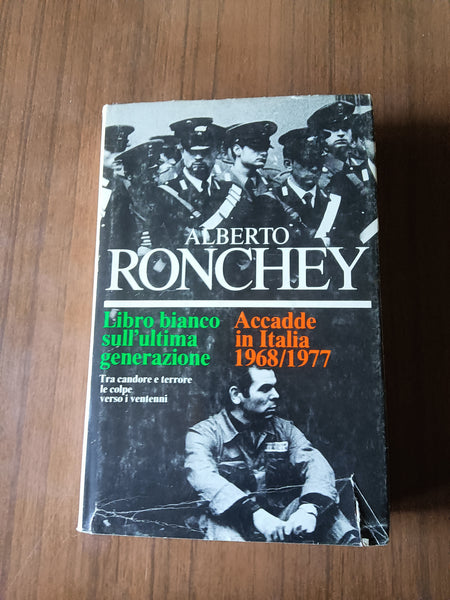 ALBERTO
RONCHEY
Libro bianco
sull'ultima
generazione
Accadde
in Italia
1968/1977
Tra candore e terrore
le colpe
verso i ventenni